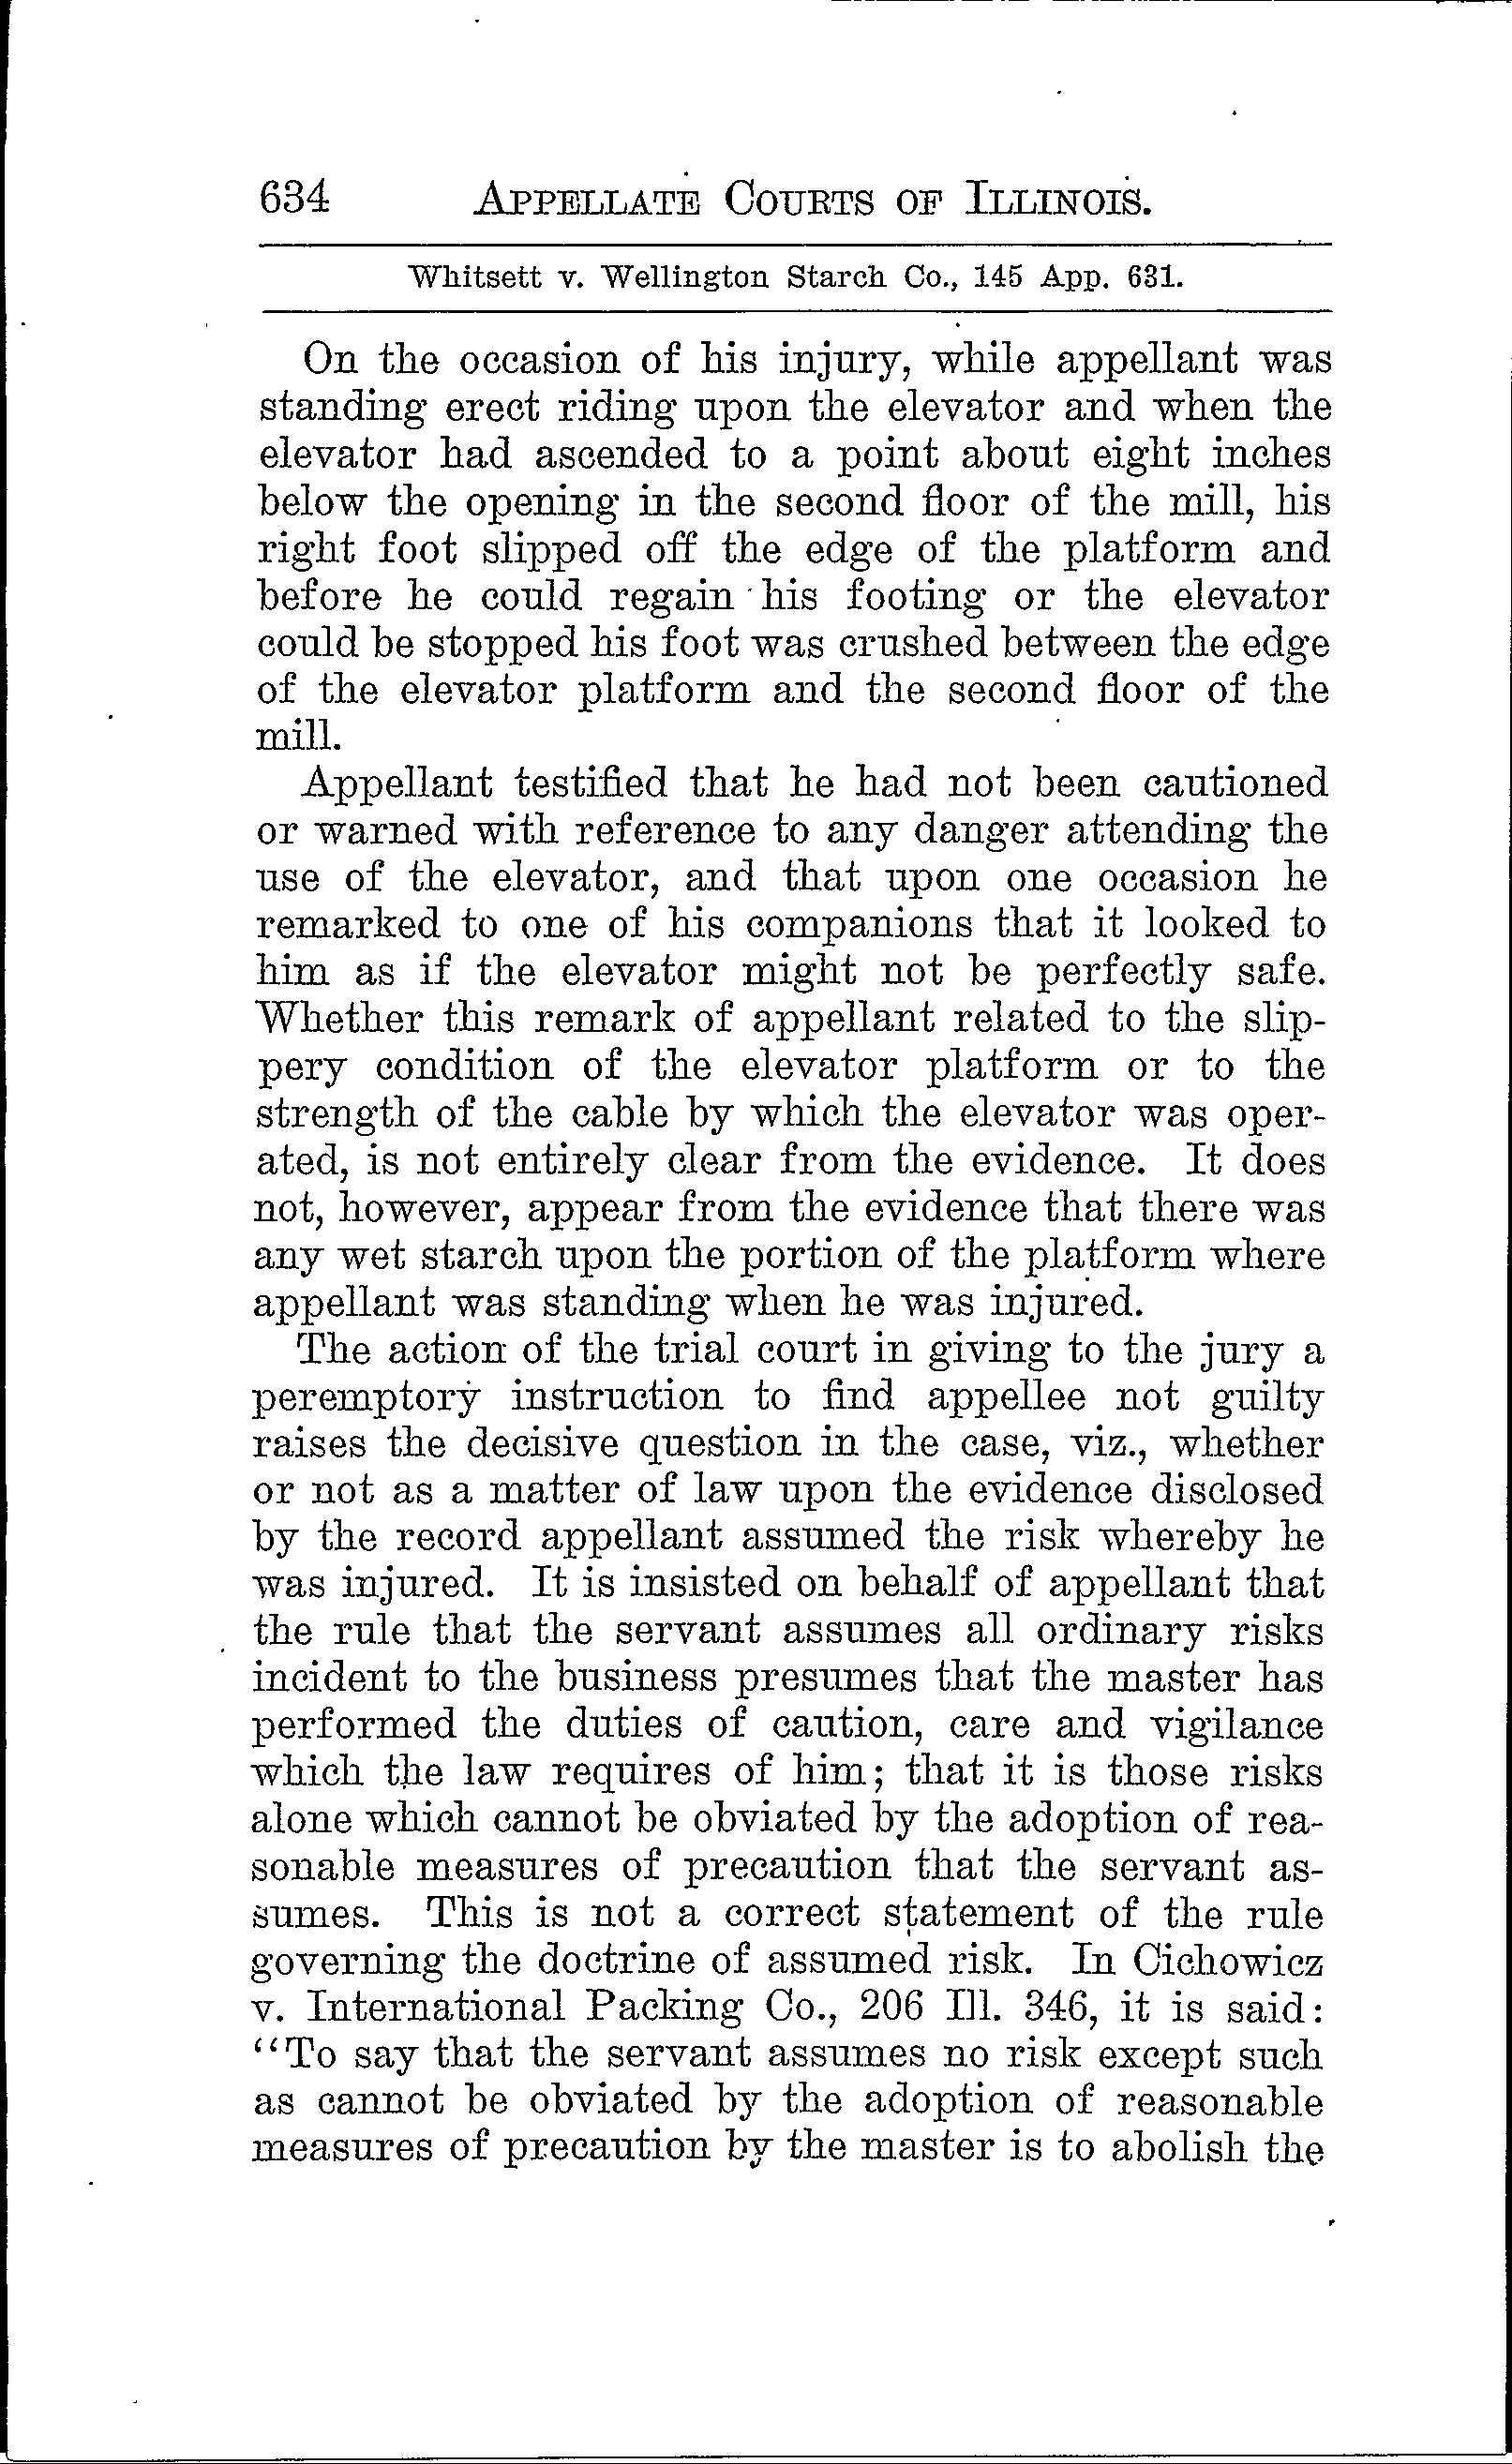 634 APPELLATE COURTS OF ILLINOIS.
Whitsett v. Wellington Starch Co., 145 App. 631.
On the occasion of his injury, while appellant was
standing erect riding upon the elevator and when the
elevator had ascended to a point about eight inches
below the opening in the second floor of the mill, his
right foot slipped off the edge of the platform and
before he could regain his footing or the elevator
could be stopped his foot was crushed between the edge
of the elevator platform and the second floor of the
mill.
Appellant testified that he had not been cautioned
or warned with reference to any danger attending the
use of the elevator, and that upon one occasion he
remarked to one of his companions that it looked to
him as if the elevator might not be perfectly safe.
Whether this remark of appellant related to the slip-
pery condition of the elevator platform or to the
strength of the cable by which the elevator was oper-
ated, is not entirely clear from the evidence. It does
not, however, appear from the evidence that there was
any wet starch upon the portion of the platform where
appellant was standing when he was injured.
The action of the trial court in giving to the jury a
peremptory instruction to find appellee not guilty
raises the decisive question in the case, viz., whether
or not as a matter of law upon the evidence disclosed
by the record appellant assumed the risk whereby he
was injured. It is insisted on behalf of appellant that
the rule that the servant assumes all ordinary risks
incident to the business presumes that the master has
performed the duties of caution, care and vigilance
which the law requires of him; that it is those risks
alone which cannot be obviated by the adoption of rea-
sonable measures of precaution that the servant as-
sumes. This is not a correct statement of the rule
governing the doctrine of assumed risk. In Cichowicz
v. International Packing Co., 206 Ill. 346, it is said:
"To say that the servant assumes no risk except such
as cannot be obviated by the adoption of reasonable
measures of precaution by the master is to abolish the